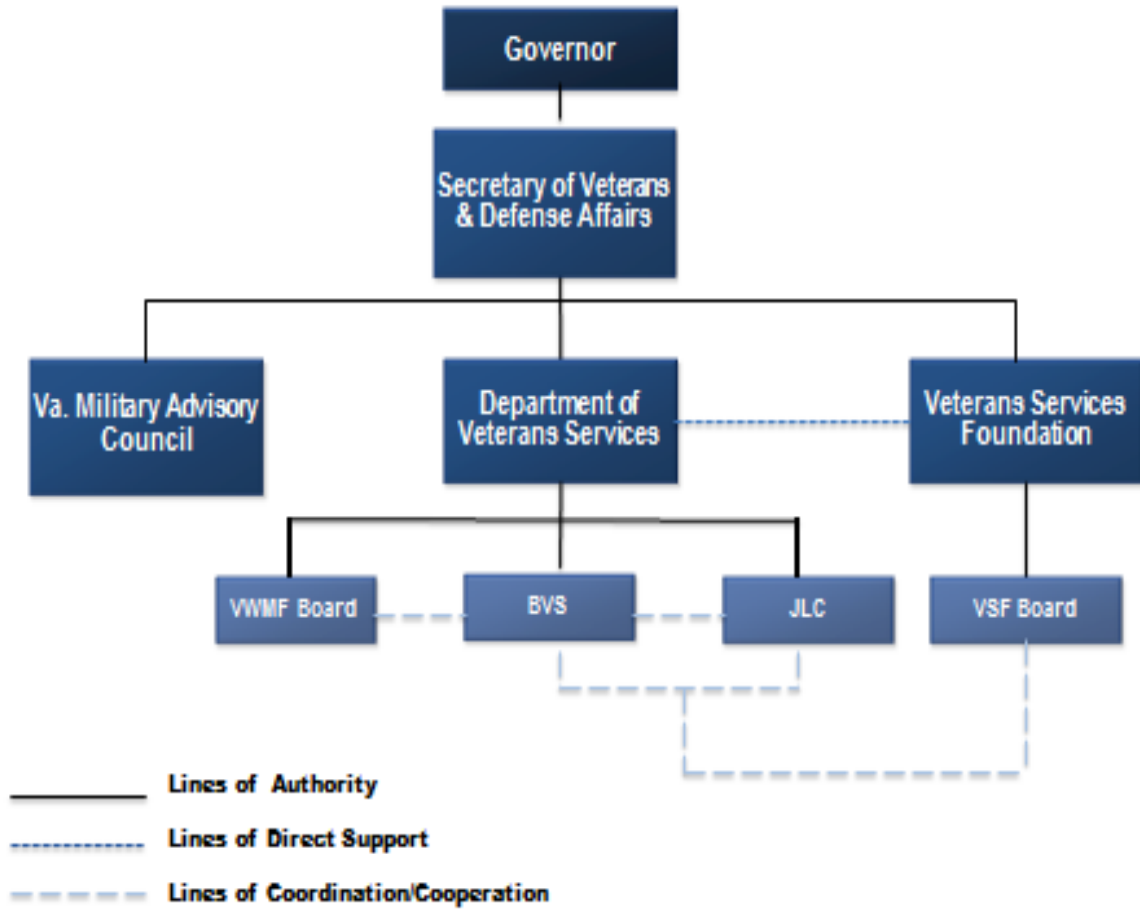 Governor
Secretary of Veterans
& Defense Affairs
Va. Military Advisory
Council
Department of
Veterans Services
Veterans Services
Foundation
VWMF Board
BVS
JLC
VSF Board
Lines of Authority
Lines of Direct Support
Lines of Coordination/Cooperation